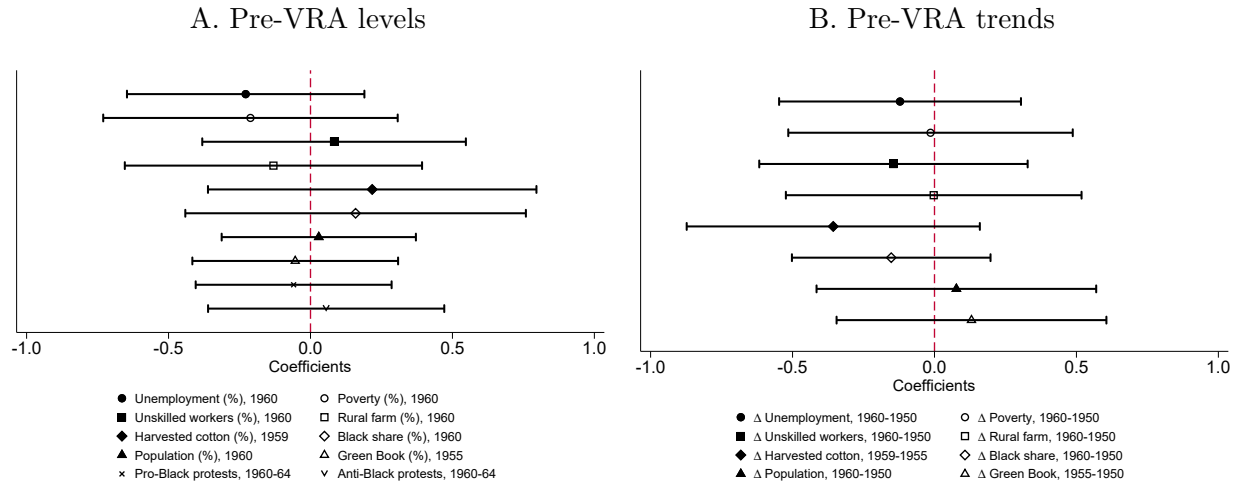 A. Pre-VRA levels
-1.0 -0.5 0.0 0.5 1.0
Coefficients
Unemployment (%), 1960 Poverty (%), 1960
Unskilled workers (%), 1960 Rural farm (%), 1960
Harvested cotton (%), 1959 Black share (%), 1960
Population (%), 1960 Green Book (%), 1955
Pro-Black protests, 1960-64 Anti-Black protests, 1960-64
B. Pre-VRA trends
-1.0 -0.5 0.0 0.5 1.0
Coefficients
Δ Unemployment, 1960-1950 Δ Poverty, 1960-1950
Δ Unskilled workers, 1960-1950 Δ Rural farm, 1960-1950
Δ Harvested cotton, 1959-1955 Δ Black share, 1960-1950
Δ Population, 1960-1950 Δ Green Book, 1955-1950